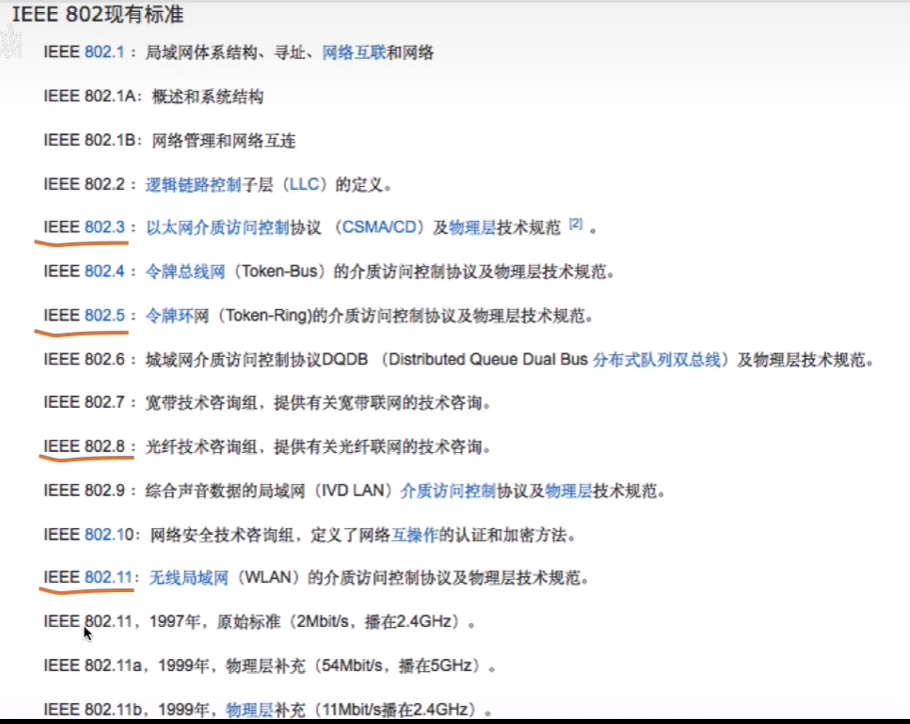 IEEE 802现有标准
IEEE 802.1 ：局域网体系结构、寻址、网络互联和网络
IEEE 802.1A：概述和系统结构
IEEE 802.1B：网络管理和网络互连
IEEE 802.2 ：逻辑链路控制子层（LLC）的定义。
IEEE 802.3 ：以太网介质访问控制协议 （CSMA/CD）及物理层技术规范 [2] 。
IEEE 802.4 ：令牌总线网（Token-Bus）的介质访问控制协议及物理层技术规范。
IEEE 802.5 ：令牌环网（Token-Ring)的介质访问控制协议及物理层技术规范。
IEEE 802.6 ：城域网介质访问控制协议DQDB （Distributed Queue Dual Bus 分布式队列双总线）及物理层技术规范。
IEEE 802.7 ：宽带技术咨询组，提供有关宽带联网的技术咨询。
IEEE 802.8 ：光纤技术咨询组，提供有关光纤联网的技术咨询。
IEEE 802.9 ：综合声音数据的局域网（IVD LAN）介质访问控制协议及物理层技术规范。
IEEE 802.10：网络安全技术咨询组，定义了网络互操作的认证和加密方法。
IEEE 802.11：无线局域网（WLAN）的介质访问控制协议及物理层技术规范。
IEEE 802.11，1997年，原始标准（2Mbit/s，播在2.4GHz）。
IEEE 802.11a，1999年，物理层补充（54Mbit/s，播在5GHz）。
IEEE 802.11b，1999年，物理层补充（11Mbit/s播在2.4GHz）。